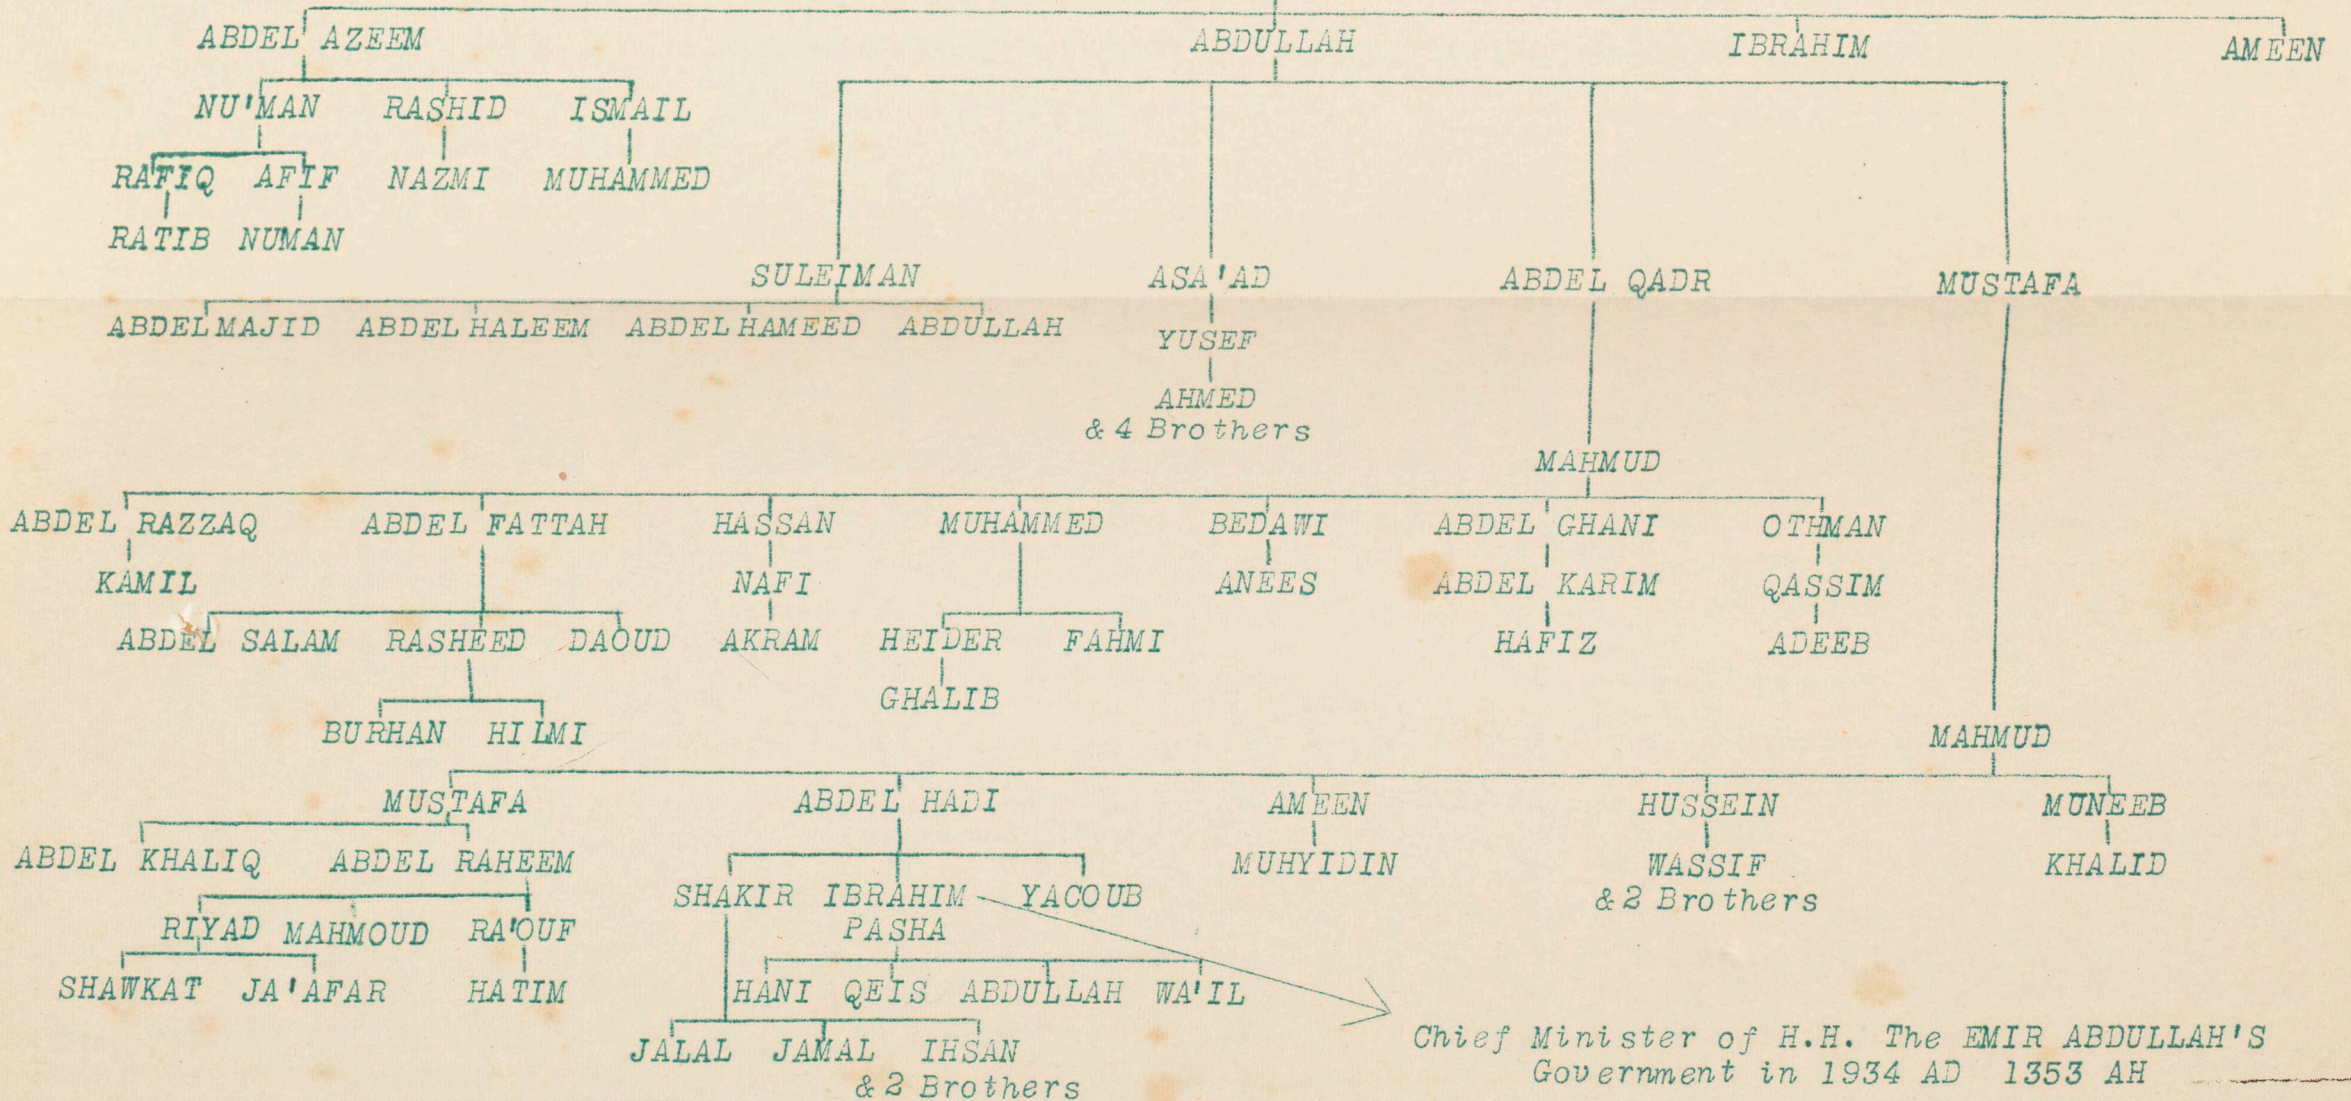 ABDEL AZEEM ABDULLAH IBRAHIM AMEEN
NU'MAN RASHID ISMAIL
RAFIQ AFIF NAZMI MUHAMMED
RATIB NUMAN
SULEIMAN ASA'AD ABDEL QADR MUSTAFA
ABDEL MAJID ABDEL HALEEM ABDEL HAMEED ABDULLAH
YUSEF
AHMED
& 4 Brothers
MAHMUD
ABDEL RAZZAQ ABDEL FATTAH HASSAN MUHAMMED BEDAWI ABDEL GHANI OTHMAN
KAMIL NAFI ANEES ABDEL KARIM QASSIM
ABDEL SALAM RASHEED DAOUD AKRAM HEIDER FAHMI HAFIZ ADEEB
GHALIB
BURHAN HILMI
MAHMUD
MUSTAFA ABDEL HADI AMEEN HUSSEIN MUNEEB
ABDEL KHALIQ ABDEL RAHEEM MUHYIDIN WASSIF KHALID
SHAKIR IBRAHIM YACOUB & 2 Brothers
RIYAD MAHMOUD RA'OUF PASHA
SHAWKAT JA'AFAR HATIM HANI QEIS ABDULLAH WA'IL
JALAL JAMAL IHSAN
& 2 Brothers
Chief Minister of H.H. The EMIR ABDULLAH'S
Government in 1934 AD 1353 AH